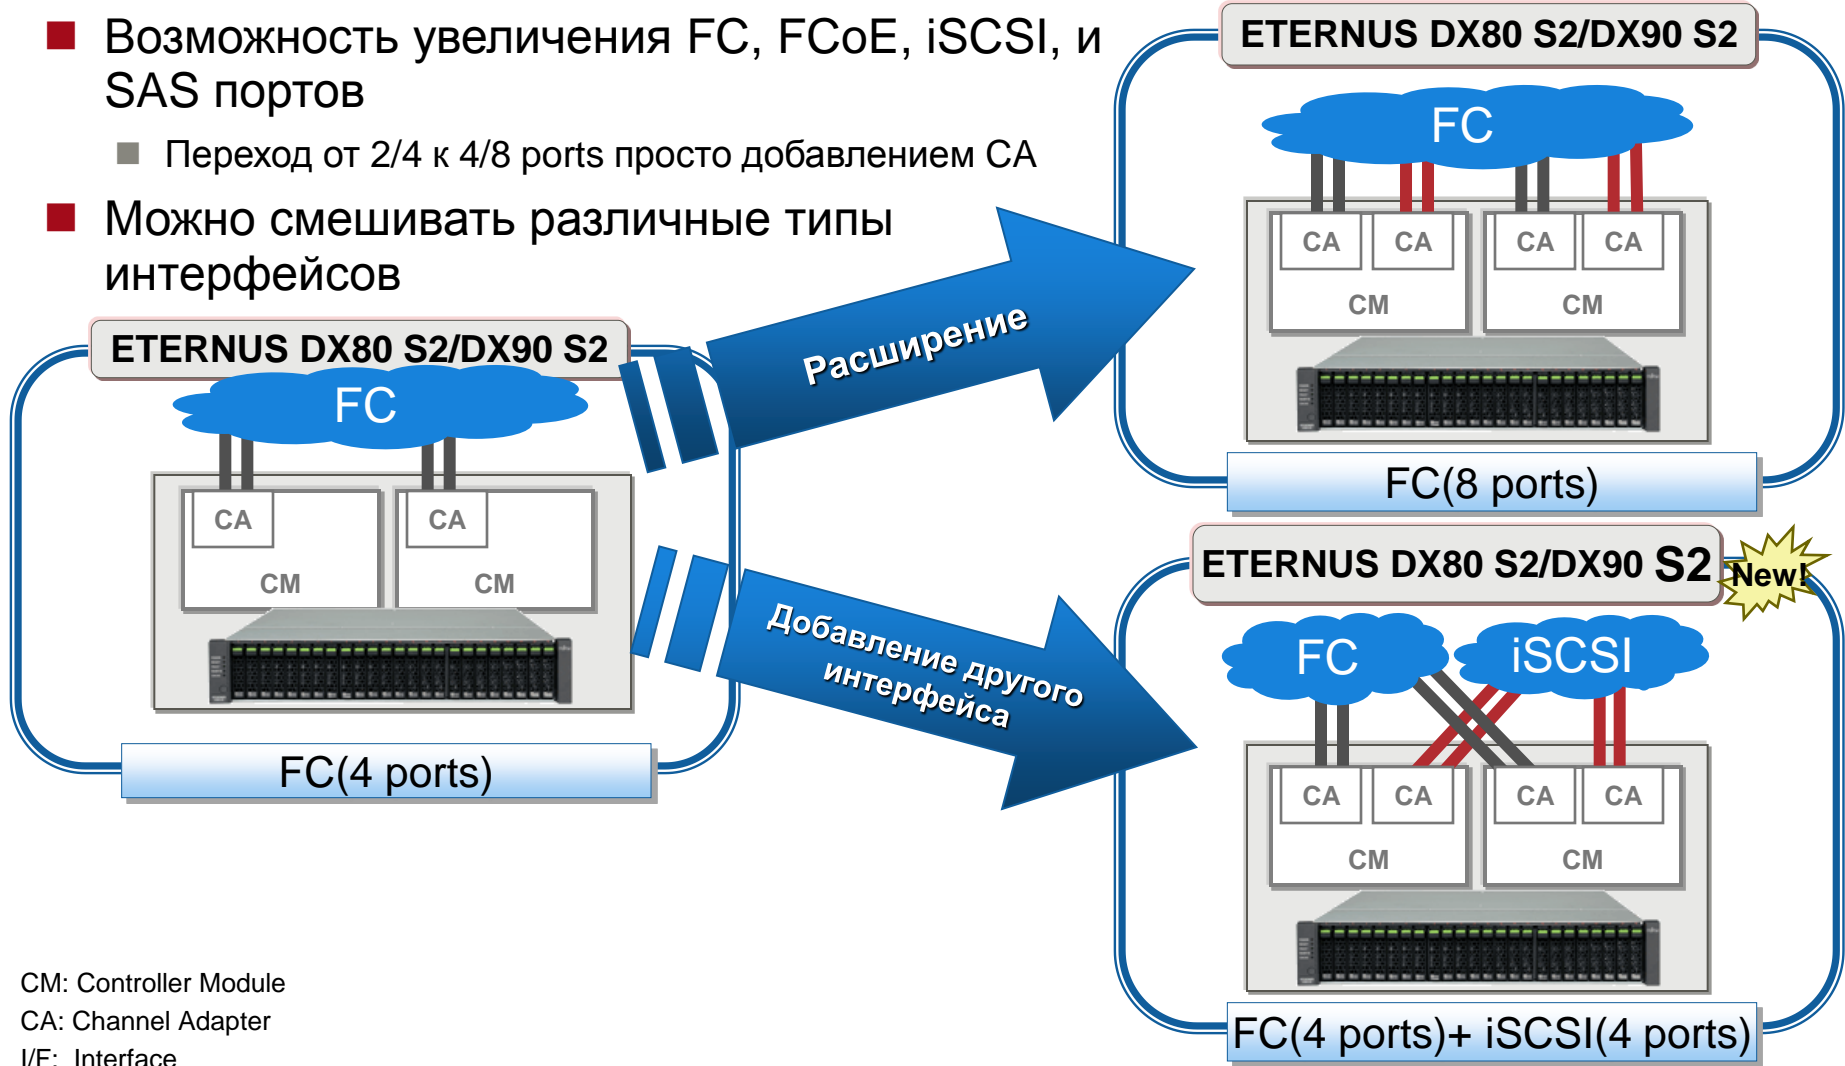 Возможность увеличения FC, FCoE, iSCSI, и
SAS портов
Переход от 2/4 к 4/8 ports просто добавлением CA
Можно смешивать различные типы
интерфейсов
ETERNUS DX80 S2/DX90 S2
FC
CA
CA
CM
CM
FC(4 ports)
Расширение
Добавление другого
интерфейса
ETERNUS DX80 S2/DX90 S2
FC
CA
CA
CA
CA
CM
CM
FC(8 ports)
ETERNUS DX80 S2/DX90 S2
New!
FC
iSCSI
CA
CA
CA
CA
CM
CM
FC(4 ports)+ iSCSI(4 ports)
CM: Controller Module
CA: Channel Adapter
I/F: Interface